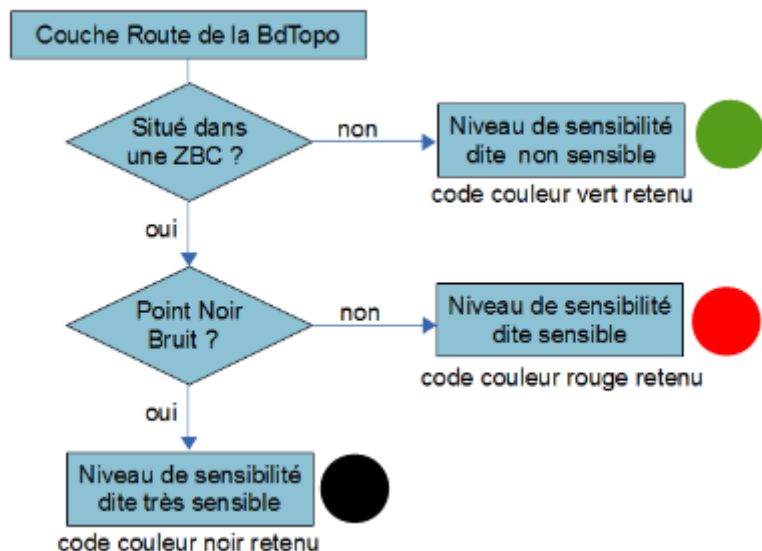 Couche Route de la BdTopo
Situé dans
une ZBC ?
non
Niveau de sensibilité
dite non sensible
code couleur vert retenu
oui
Point Noir
Bruit ?
non
Niveau de sensibilité
dite sensible
code couleur rouge retenu
oui
Niveau de sensibilité
dite très sensible
code couleur noir retenu